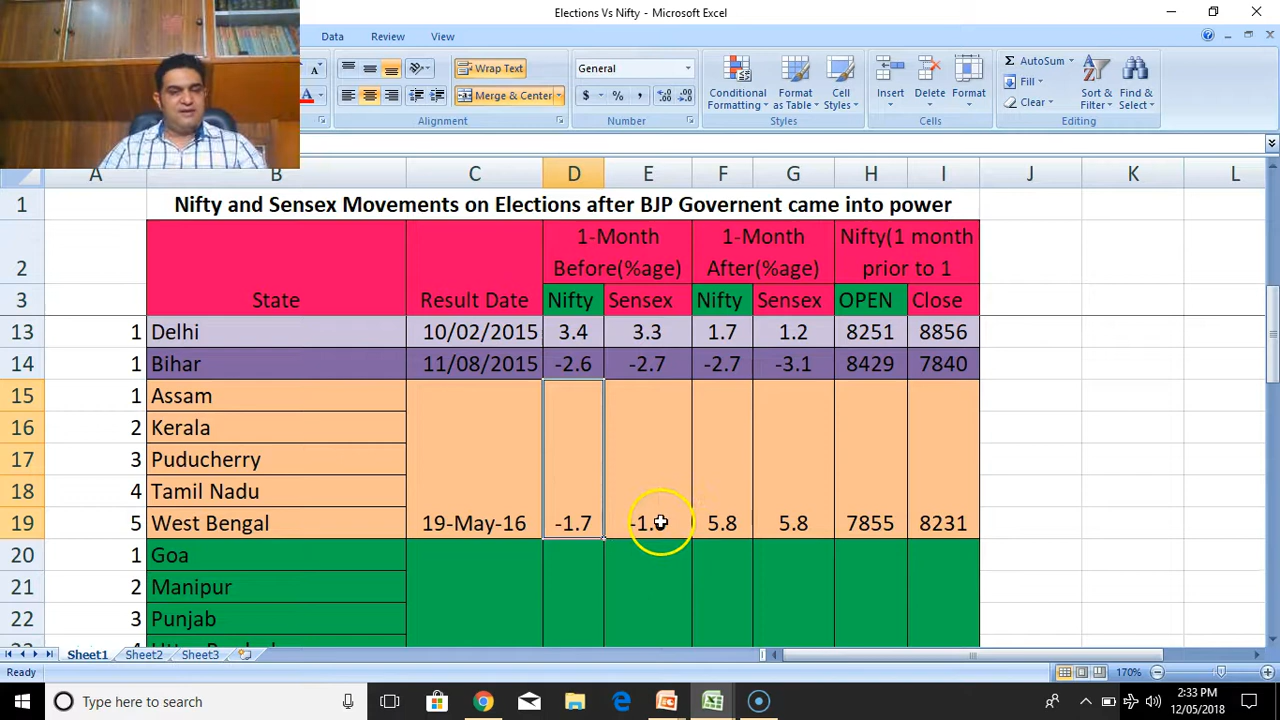 Elections Vs Nifty - Microsoft Excel
Data Review View
Wrap Text General AutoSum
Merge & Center $ % , Conditional Formatting Format as Table Cell Styles Insert Delete Format Fill Clear Sort & Filter Find & Select
Alignment Number Styles Cells Editing
A B C D E F G H I J K L
1 Nifty and Sensex Movements on Elections after BJP Governent came into power
2 1-Month Before(%age) 1-Month After(%age) Nifty(1 month prior to 1
3 State Result Date Nifty Sensex Nifty Sensex OPEN Close
13 1 Delhi 10/02/2015 3.4 3.3 1.7 1.2 8251 8856
14 1 Bihar 11/08/2015 -2.6 -2.7 -2.7 -3.1 8429 7840
15 1 Assam
16 2 Kerala
17 3 Puducherry
18 4 Tamil Nadu
19 5 West Bengal 19-May-16 -1.7 5.8 5.8 7855 8231
20 1 Goa
21 2 Manipur
22 3 Punjab
Sheet1 Sheet2 Sheet3
Ready 170%
Type here to search 2:33 PM
12/05/2018